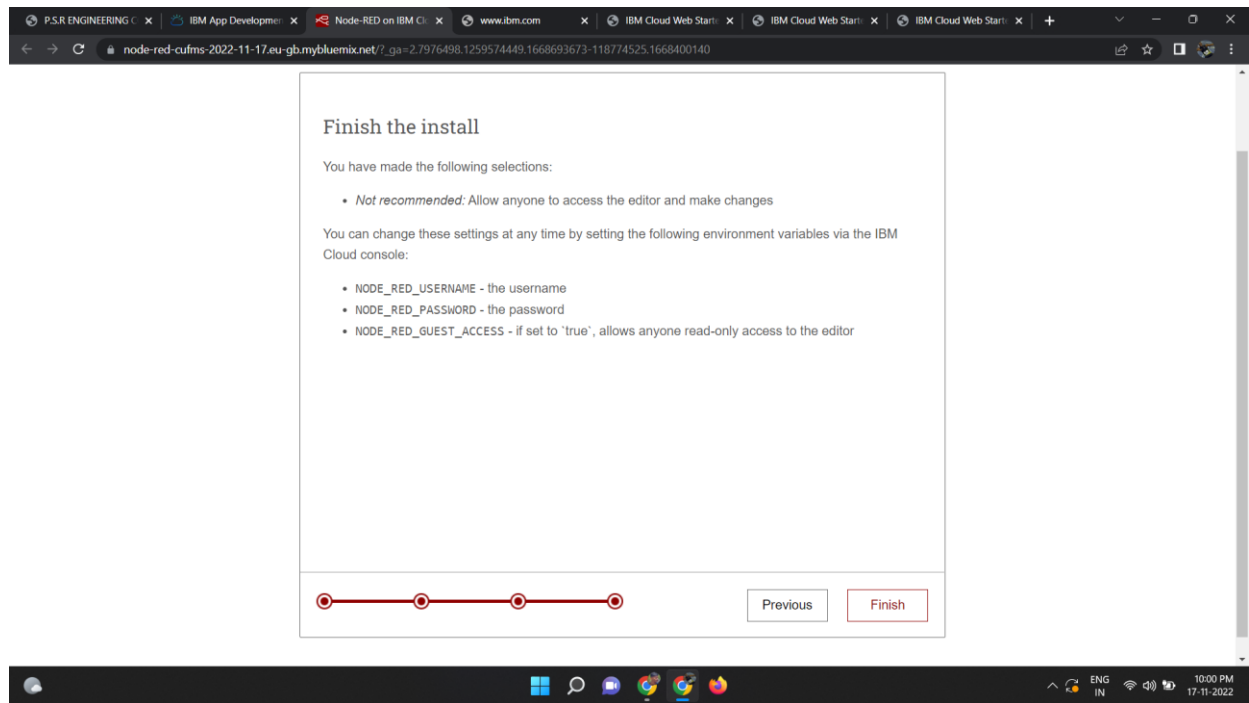 P.S.R ENGINEERING C
IBM App Developmen
Node-RED on IBM Cl
www.ibm.com
IBM Cloud Web Starte
IBM Cloud Web Starte
IBM Cloud Web Starte
node-red-cufms-2022-11-17.eu-gb.mybluemix.net/?_ga=2.7976498.1259574449.1668693673-118774525.1668400140
Finish the install
You have made the following selections:
• Not recommended: Allow anyone to access the editor and make changes
You can change these settings at any time by setting the following environment variables via the IBM
Cloud console:
• NODE_RED_USERNAME - the username
• NODE_RED_PASSWORD - the password
• NODE_RED_GUEST_ACCESS - if set to `true`, allows anyone read-only access to the editor
Previous
Finish
ENG
IN
10:00 PM
17-11-2022